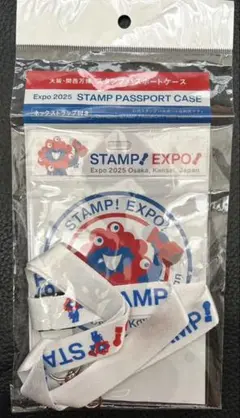 大阪・関西万博 スタンプパスポートケース
Expo 2025 STAMP PASSPORT CASE
ネックストラップ付き
STAMP! EXPO!
Expo 2025 Osaka, Kansai, Japan
STAMP! EXPO
STAMP
STA
MP!